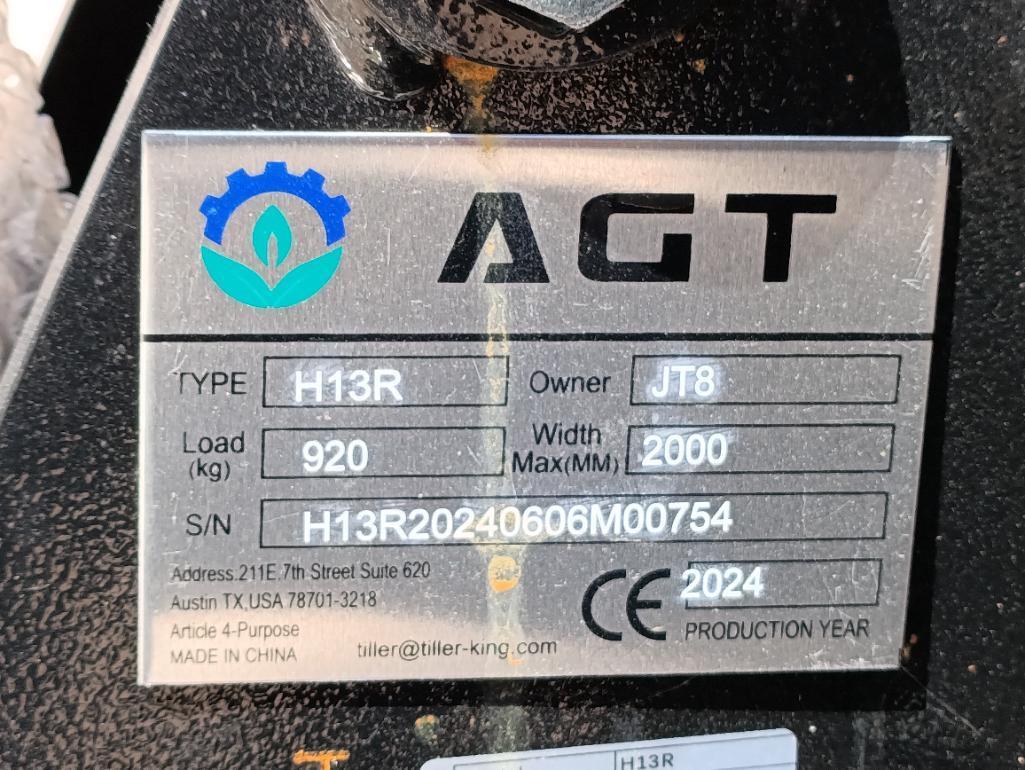 AGT
TYPE H13R Owner JT8
Load (kg) 920 Width Max(MM) 2000
S/N H13R20240606M00754
Address.211E.7th Street Suite 620
Austin TX,USA 78701-3218
Article 4-Purpose
MADE IN CHINA
tiller@tiller-king.com
CE 2024
PRODUCTION YEAR
H13R